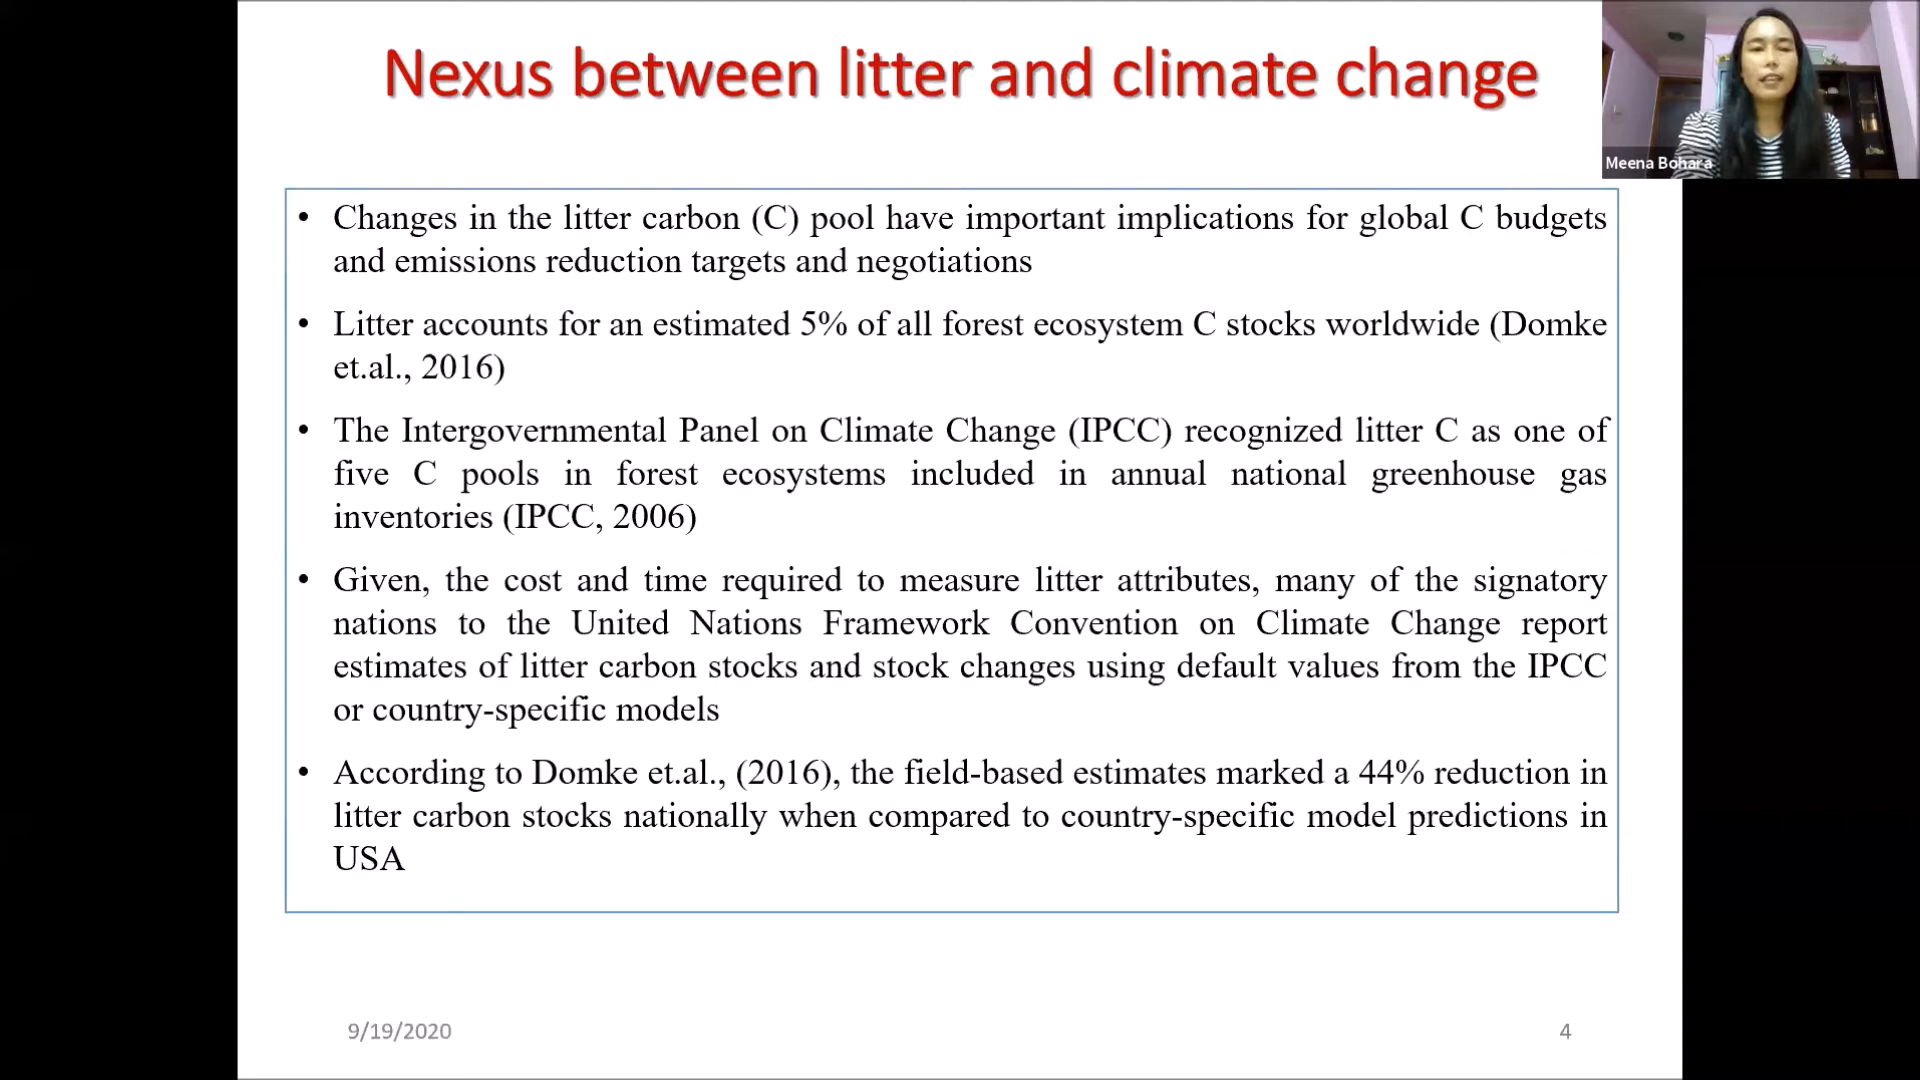 Nexus between litter and climate change
Meena Bohara
• Changes in the litter carbon (C) pool have important implications for global C budgets
and emissions reduction targets and negotiations
• Litter accounts for an estimated 5% of all forest ecosystem C stocks worldwide (Domke
et.al., 2016)
• The Intergovernmental Panel on Climate Change (IPCC) recognized litter C as one of
five C pools in forest ecosystems included in annual national greenhouse gas
inventories (IPCC, 2006)
• Given, the cost and time required to measure litter attributes, many of the signatory
nations to the United Nations Framework Convention on Climate Change report
estimates of litter carbon stocks and stock changes using default values from the IPCC
or country-specific models
• According to Domke et.al., (2016), the field-based estimates marked a 44% reduction in
litter carbon stocks nationally when compared to country-specific model predictions in
USA
9/19/2020
4